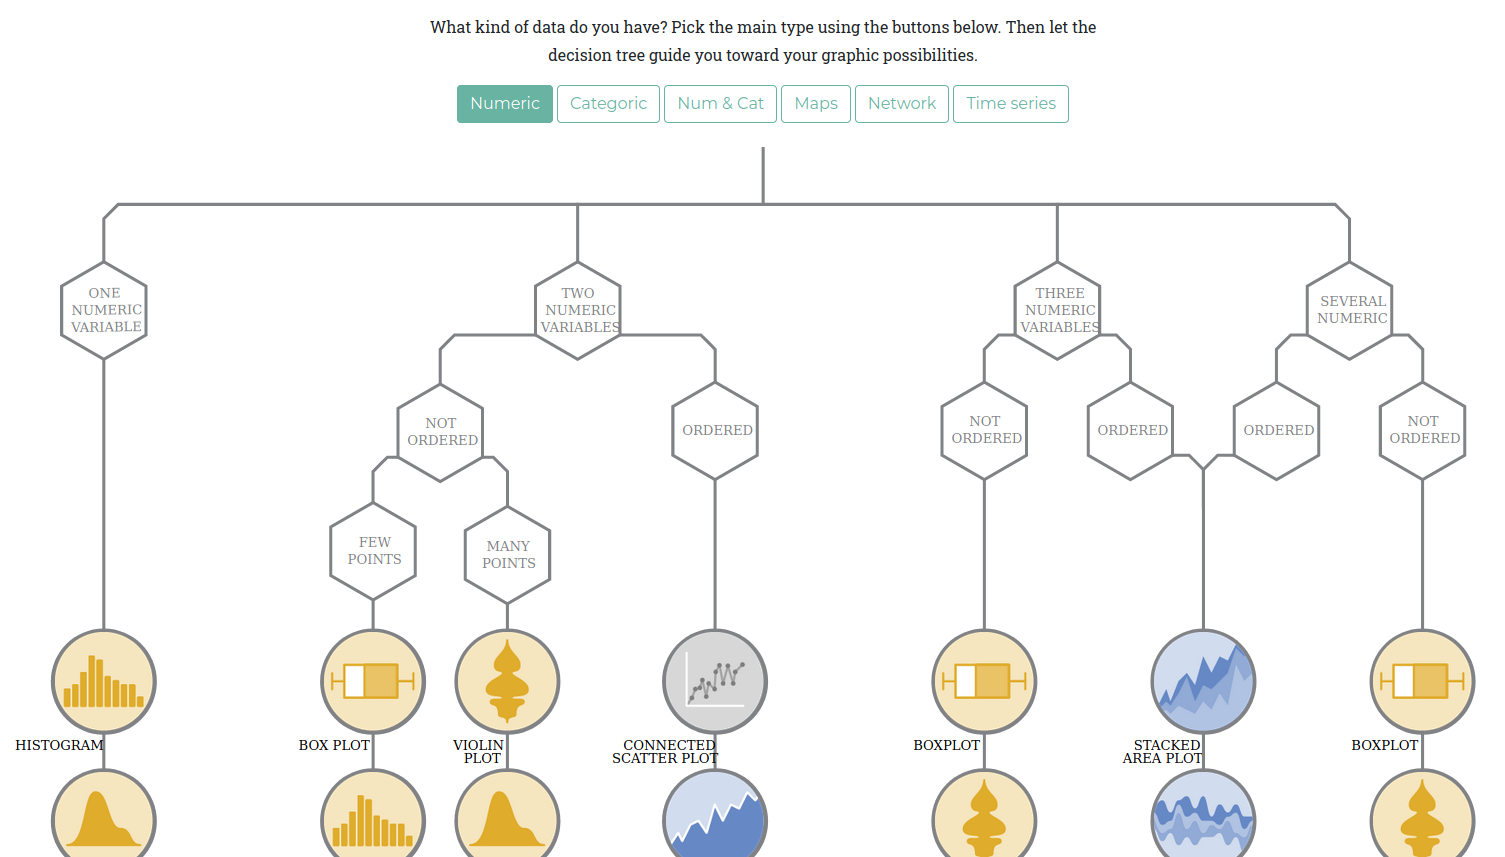 What kind of data do you have? Pick the main type using the buttons below. Then let the
decision tree guide you toward your graphic possibilities.
Numeric
Categoric
Num & Cat
Maps
Network
Time series
ONE
NUMERIC
VARIABLE
TWO
NUMERIC
VARIABLES
THREE
NUMERIC
VARIABLES
SEVERAL
NUMERIC
NOT
ORDERED
ORDERED
NOT
ORDERED
ORDERED
ORDERED
NOT
ORDERED
FEW
POINTS
MANY
POINTS
HISTOGRAM
BOX PLOT
VIOLIN
PLOT
CONNECTED
SCATTER PLOT
BOXPLOT
STACKED
AREA PLOT
BOXPLOT